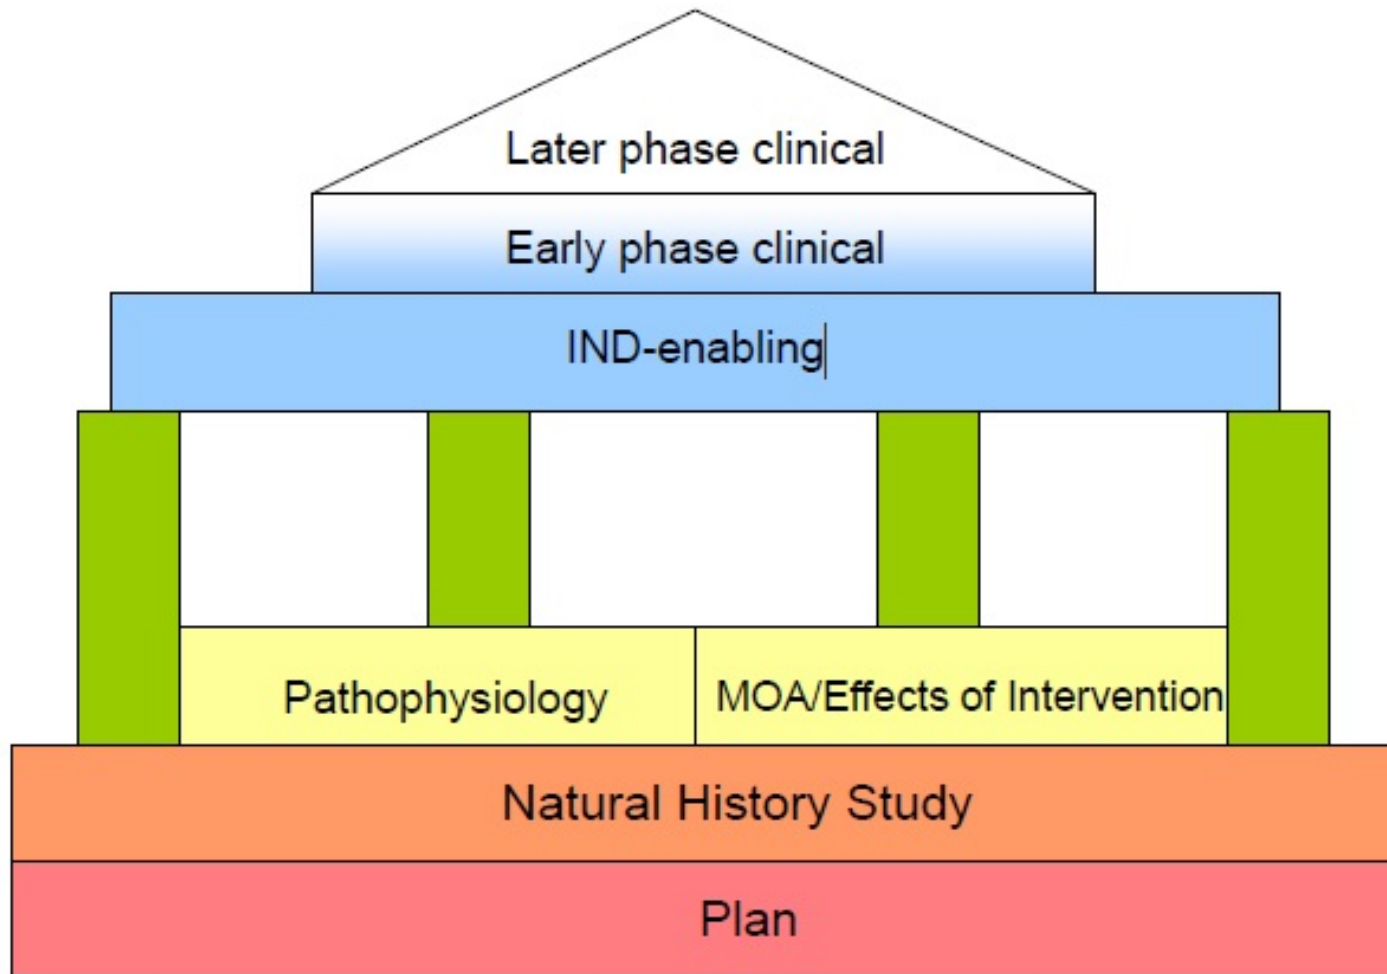 Later phase clinical
Early phase clinical
IND-enabling
Pathophysiology
MOA/Effects of Intervention
Natural History Study
Plan